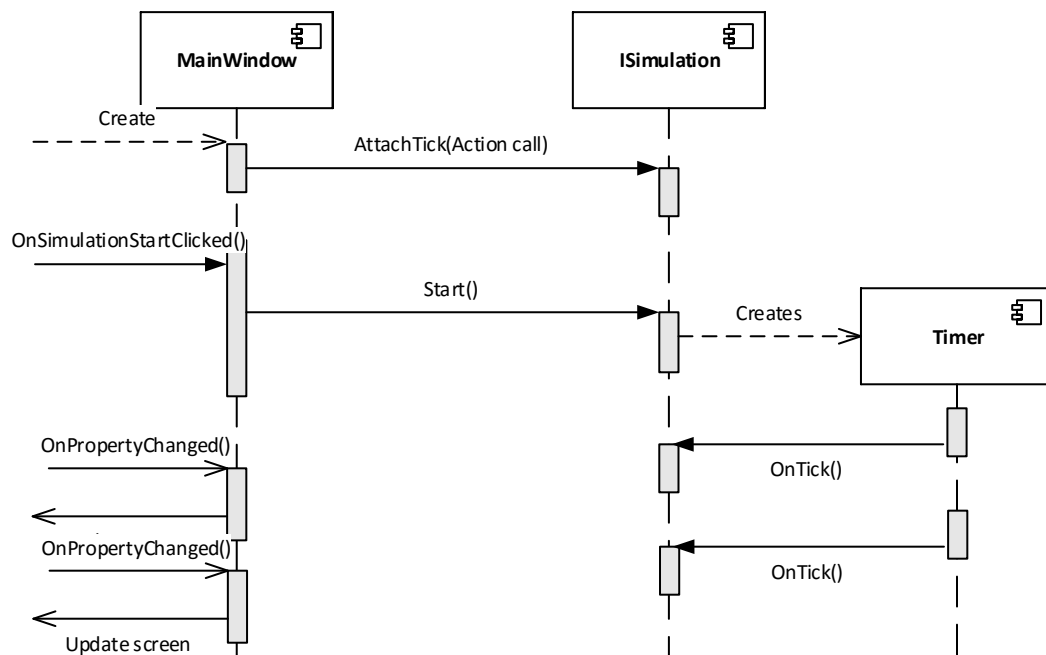 MainWindow
ISimulation
Create
AttachTick(Action call)
OnSimulationStartClicked()
Start()
Creates
Timer
OnPropertyChanged()
OnTick()
OnPropertyChanged()
OnTick()
Update screen